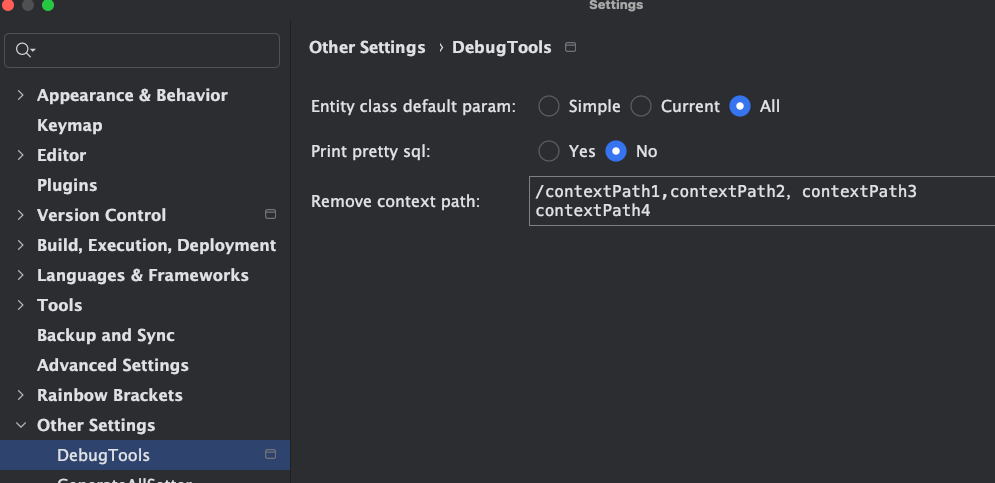 Settings
Other Settings › DebugTools
Appearance & Behavior
Keymap
Editor
Plugins
Version Control
Build, Execution, Deployment
Languages & Frameworks
Tools
Backup and Sync
Advanced Settings
Rainbow Brackets
Other Settings
DebugTools
GenerateAllSetter
Entity class default param: Simple Current All
Print pretty sql: Yes No
Remove context path: /contextPath1,contextPath2，contextPath3
contextPath4